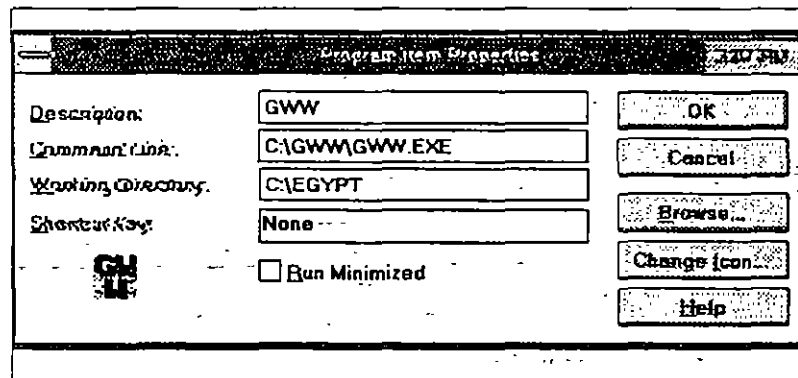 Program Item Properties
Description: GWW
Command Line: C:\GWW\GWW.EXE
Working Directory: C:\EGYPT
Shortcut Key: None
Run Minimized
OK
Cancel
Browse...
Change Icon...
Help